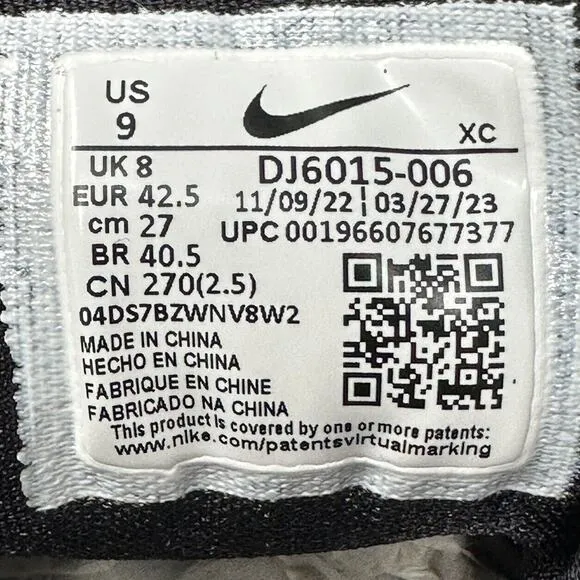 US
9
XC
UK 8
EUR 42.5
cm 27
BR 40.5
CN 270(2.5)
DJ6015-006
11/09/22 | 03/27/23
UPC 00196607677377
04DS7BZWNV8W2
MADE IN CHINA
HECHO EN CHINA
FABRIQUE EN CHINE
FABRICADO NA CHINA
This product is covered by one or more patents:
www.nike.com/patentsvirtualmarking